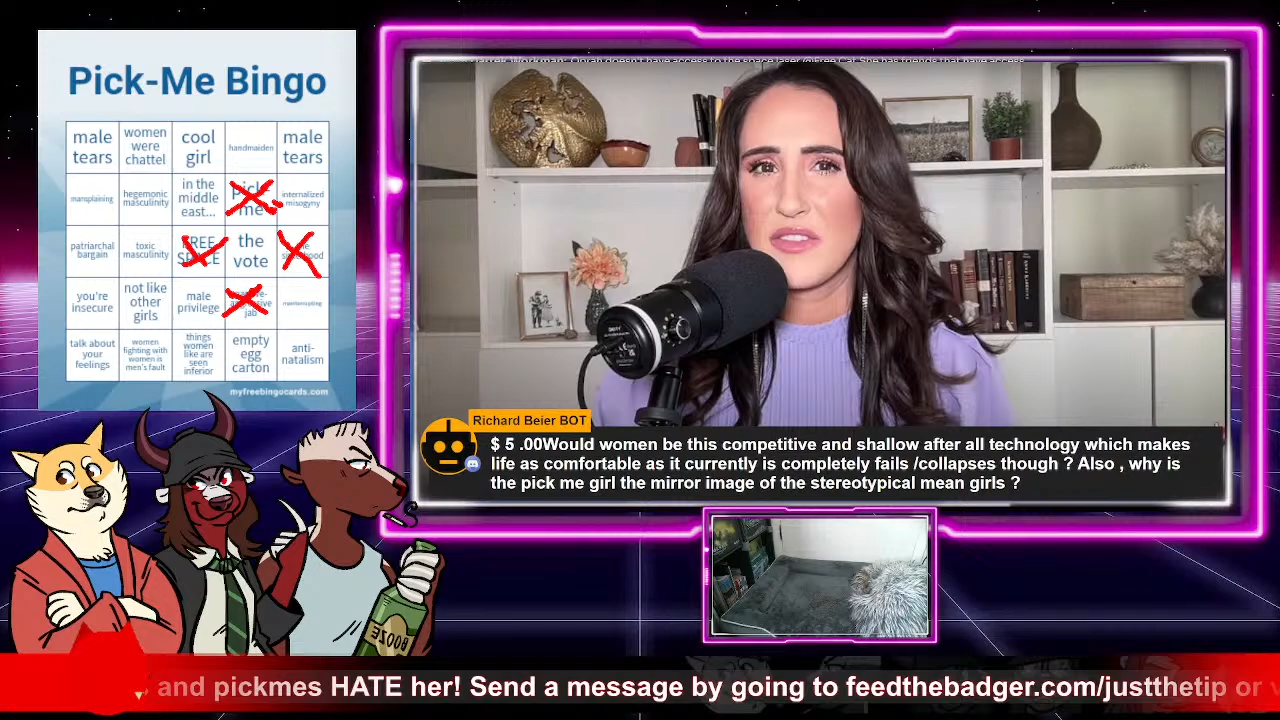 Pick-Me Bingo
male tears
women were chattel
cool girl
handmaiden
male tears
mansplaining
hegemonic masculinity
in the middle east...
pick me
internalized misogyny
patriarchal bargain
toxic masculinity
FREE SPACE
the vote
you're insecure
not like other girls
male privilege
jab
talk about your feelings
women fighting with women is men's fault
things women like are seen inferior
empty egg carton
anti-natalism
myfreebingocards.com
Richard Beier BOT
$ 5 .00Would women be this competitive and shallow after all technology which makes
life as comfortable as it currently is completely fails /collapses though ? Also , why is
the pick me girl the mirror image of the stereotypical mean girls ?
BOOZE
and pickmes HATE her! Send a message by going to feedthebadger.com/justthetip or